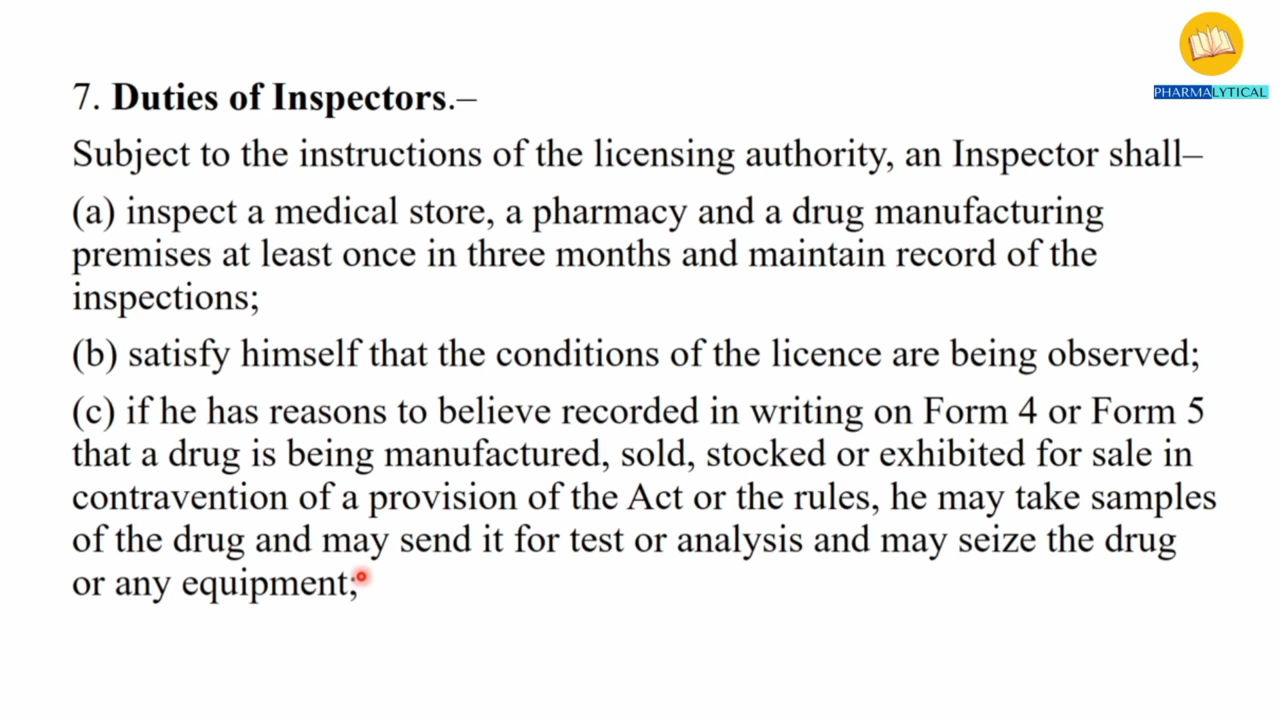 PHARMALYTICAL
7. Duties of Inspectors.–
Subject to the instructions of the licensing authority, an Inspector shall–
(a) inspect a medical store, a pharmacy and a drug manufacturing
premises at least once in three months and maintain record of the
inspections;
(b) satisfy himself that the conditions of the licence are being observed;
(c) if he has reasons to believe recorded in writing on Form 4 or Form 5
that a drug is being manufactured, sold, stocked or exhibited for sale in
contravention of a provision of the Act or the rules, he may take samples
of the drug and may send it for test or analysis and may seize the drug
or any equipment;